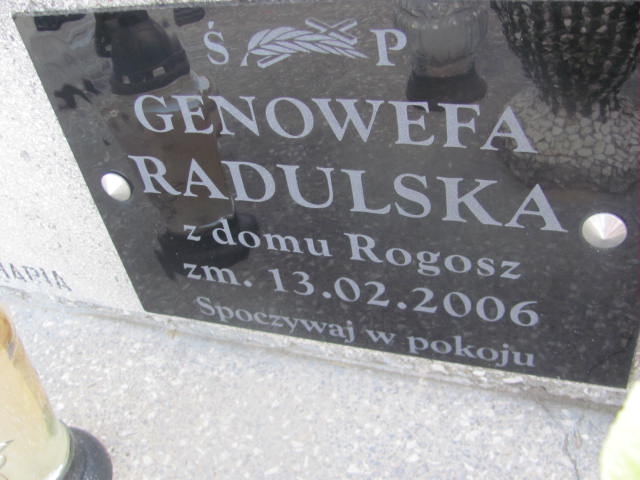 Ś P
GENOWEFA
RADULSKA
z domu Rogosz
zm. 13.02.2006
Spoczywaj w pokoju